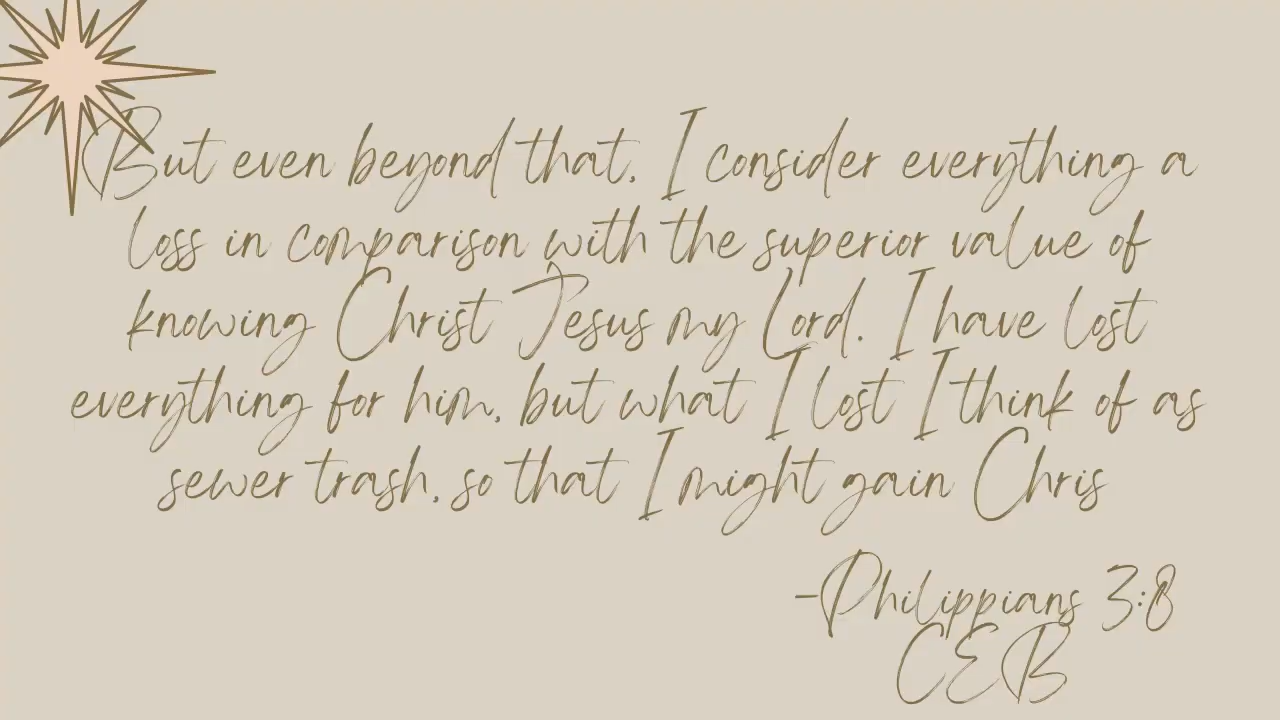 But even beyond that, I consider everything a
loss in comparison with the superior value of
knowing Christ Jesus my Lord. I have lost
everything for him, but what I lost I think of as
sewer trash, so that I might gain Chris
-Philippians 3:8
CEB